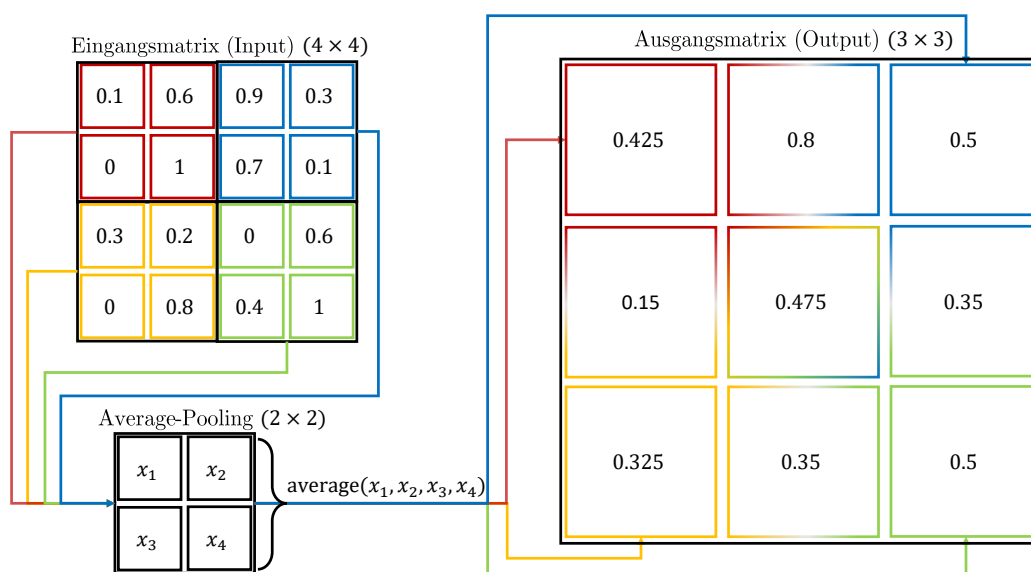 Eingangsmatrix (Input) (4 × 4)
0.1 0.6 0.9 0.3
0 1 0.7 0.1
0.3 0.2 0 0.6
0 0.8 0.4 1
Average-Pooling (2 × 2)
x₁ x₂
x₃ x₄
average(x₁, x₂, x₃, x₄)
Ausgangsmatrix (Output) (3 × 3)
0.425 0.8 0.5
0.15 0.475 0.35
0.325 0.35 0.5